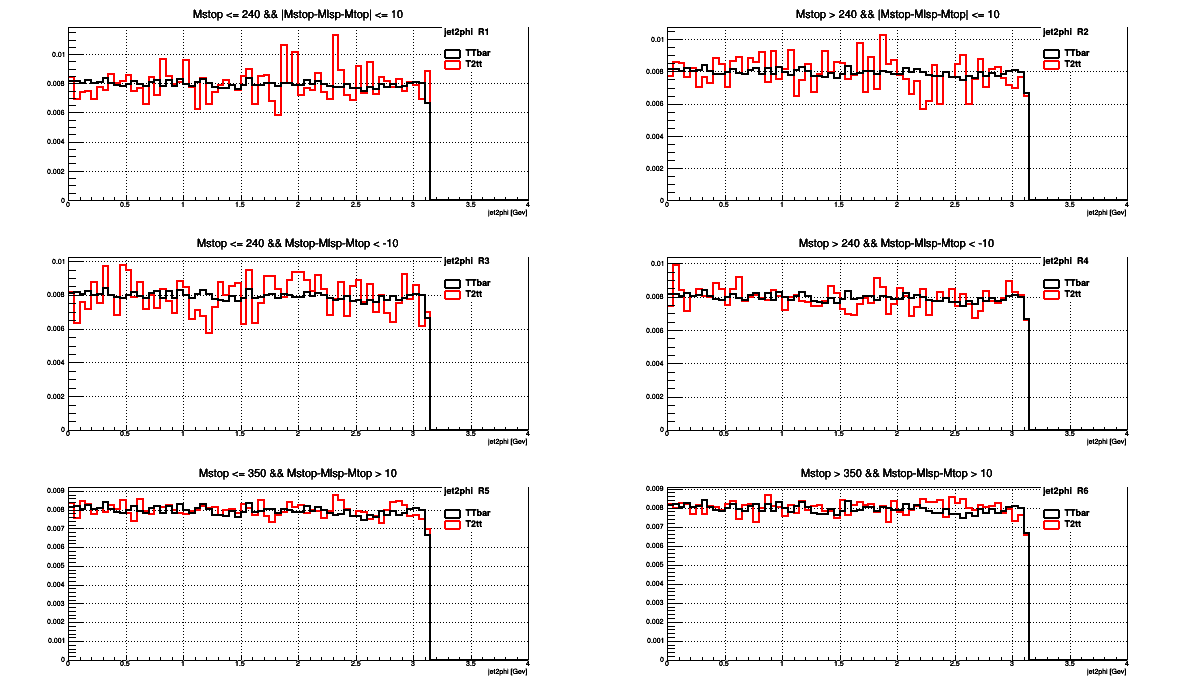 Mstop <= 240 && |Mstop-Mlsp-Mtop| <= 10
jet2phi R1
TTbar
T2tt
0.01
0.008
0.006
0.004
0.002
0
0 0.5 1 1.5 2 2.5 3 3.5 4
jet2phi [Gev]
Mstop > 240 && |Mstop-Mlsp-Mtop| <= 10
jet2phi R2
TTbar
T2tt
0.01
0.008
0.006
0.004
0.002
0
0 0.5 1 1.5 2 2.5 3 3.5 4
jet2phi [Gev]
Mstop <= 240 && Mstop-Mlsp-Mtop < -10
jet2phi R3
TTbar
T2tt
0.01
0.008
0.006
0.004
0.002
0
0 0.5 1 1.5 2 2.5 3 3.5 4
jet2phi [Gev]
Mstop > 240 && Mstop-Mlsp-Mtop < -10
jet2phi R4
TTbar
T2tt
0.01
0.008
0.006
0.004
0.002
0
0 0.5 1 1.5 2 2.5 3 3.5 4
jet2phi [Gev]
Mstop <= 350 && Mstop-Mlsp-Mtop > 10
jet2phi R5
TTbar
T2tt
0.009
0.008
0.007
0.006
0.005
0.004
0.003
0.002
0.001
0
0 0.5 1 1.5 2 2.5 3 3.5 4
jet2phi [Gev]
Mstop > 350 && Mstop-Mlsp-Mtop > 10
jet2phi R6
TTbar
T2tt
0.009
0.008
0.007
0.006
0.005
0.004
0.003
0.002
0.001
0
0 0.5 1 1.5 2 2.5 3 3.5 4
jet2phi [Gev]